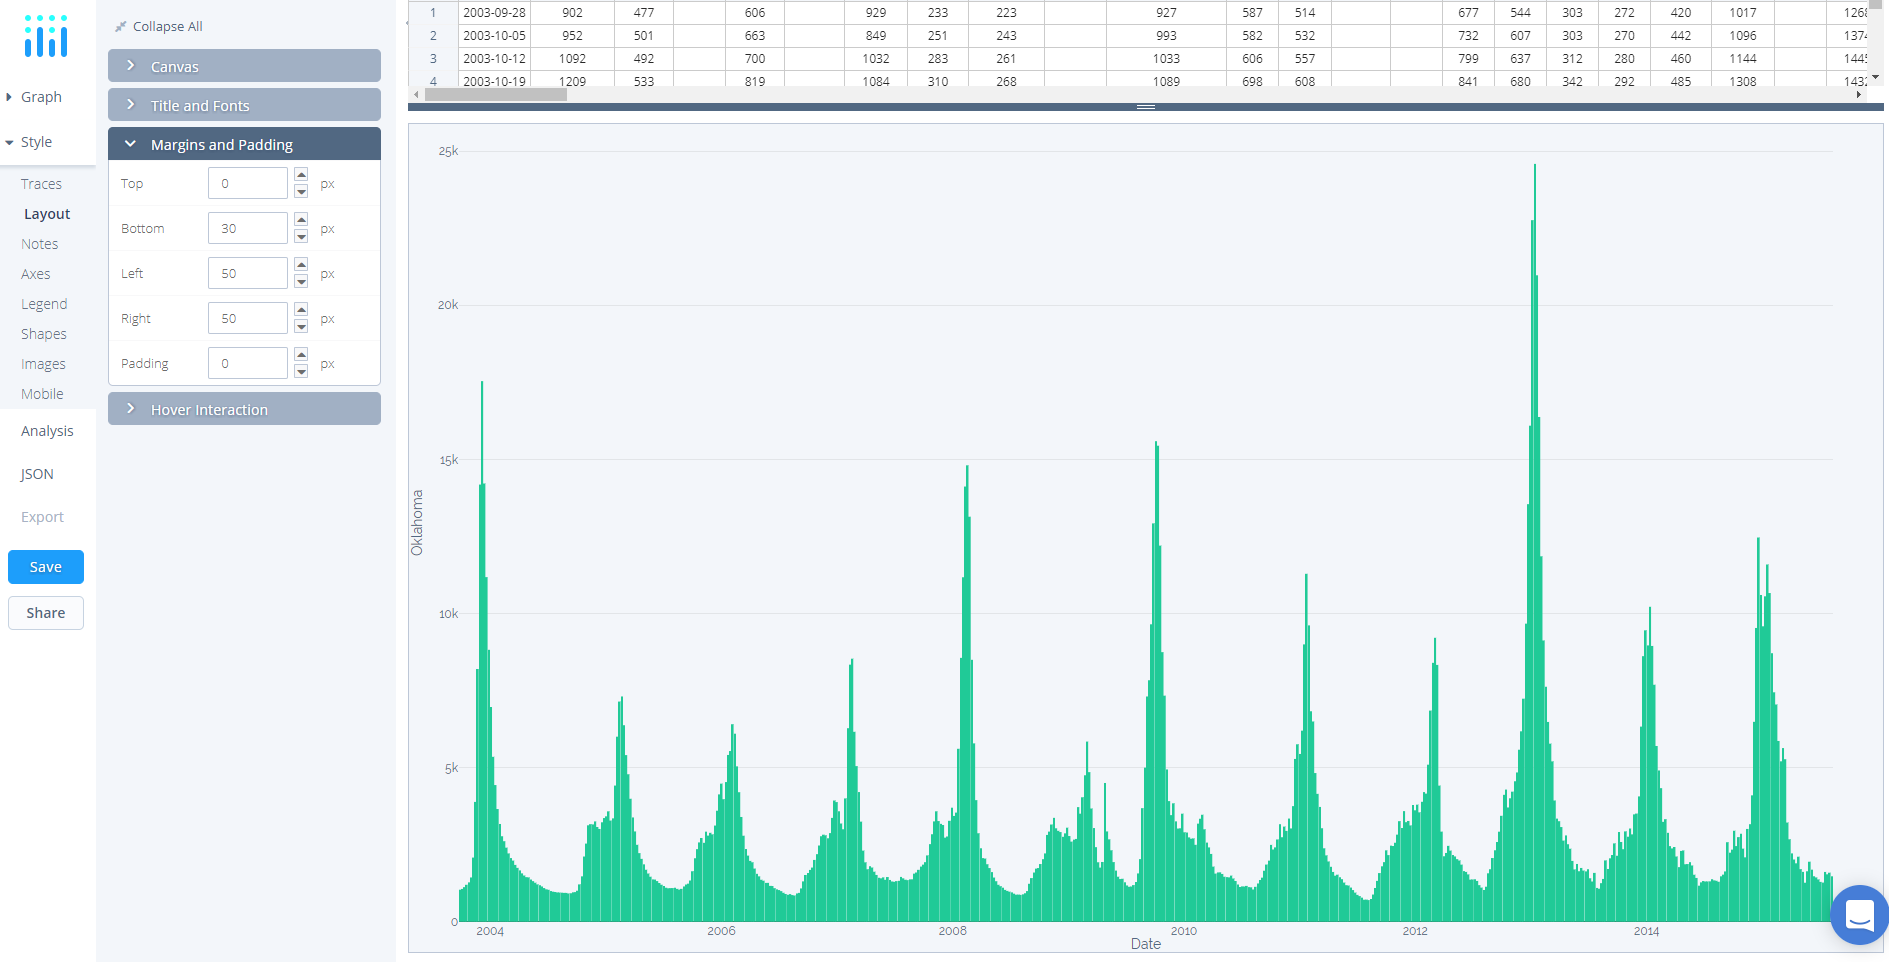 Collapse All
Canvas
Title and Fonts
Margins and Padding
Top 0 px
Bottom 30 px
Left 50 px
Right 50 px
Padding 0 px
Hover Interaction
Graph
Style
Traces
Layout
Notes
Axes
Legend
Shapes
Images
Mobile
Analysis
JSON
Export
Save
Share
1 2003-09-28 902 477 606 929 233 223 927 587 514 677 544 303 272 420 1017 1268
2 2003-10-05 952 501 663 849 251 243 993 582 532 732 607 303 270 442 1096 1374
3 2003-10-12 1092 492 700 1032 283 261 1033 606 557 799 637 312 280 460 1144 1445
4 2003-10-19 1209 533 819 1084 310 268 1089 698 608 841 680 342 292 485 1308 1432
25k
20k
15k
10k
5k
0
Oklahoma
2004 2006 2008 2010 2012 2014
Date